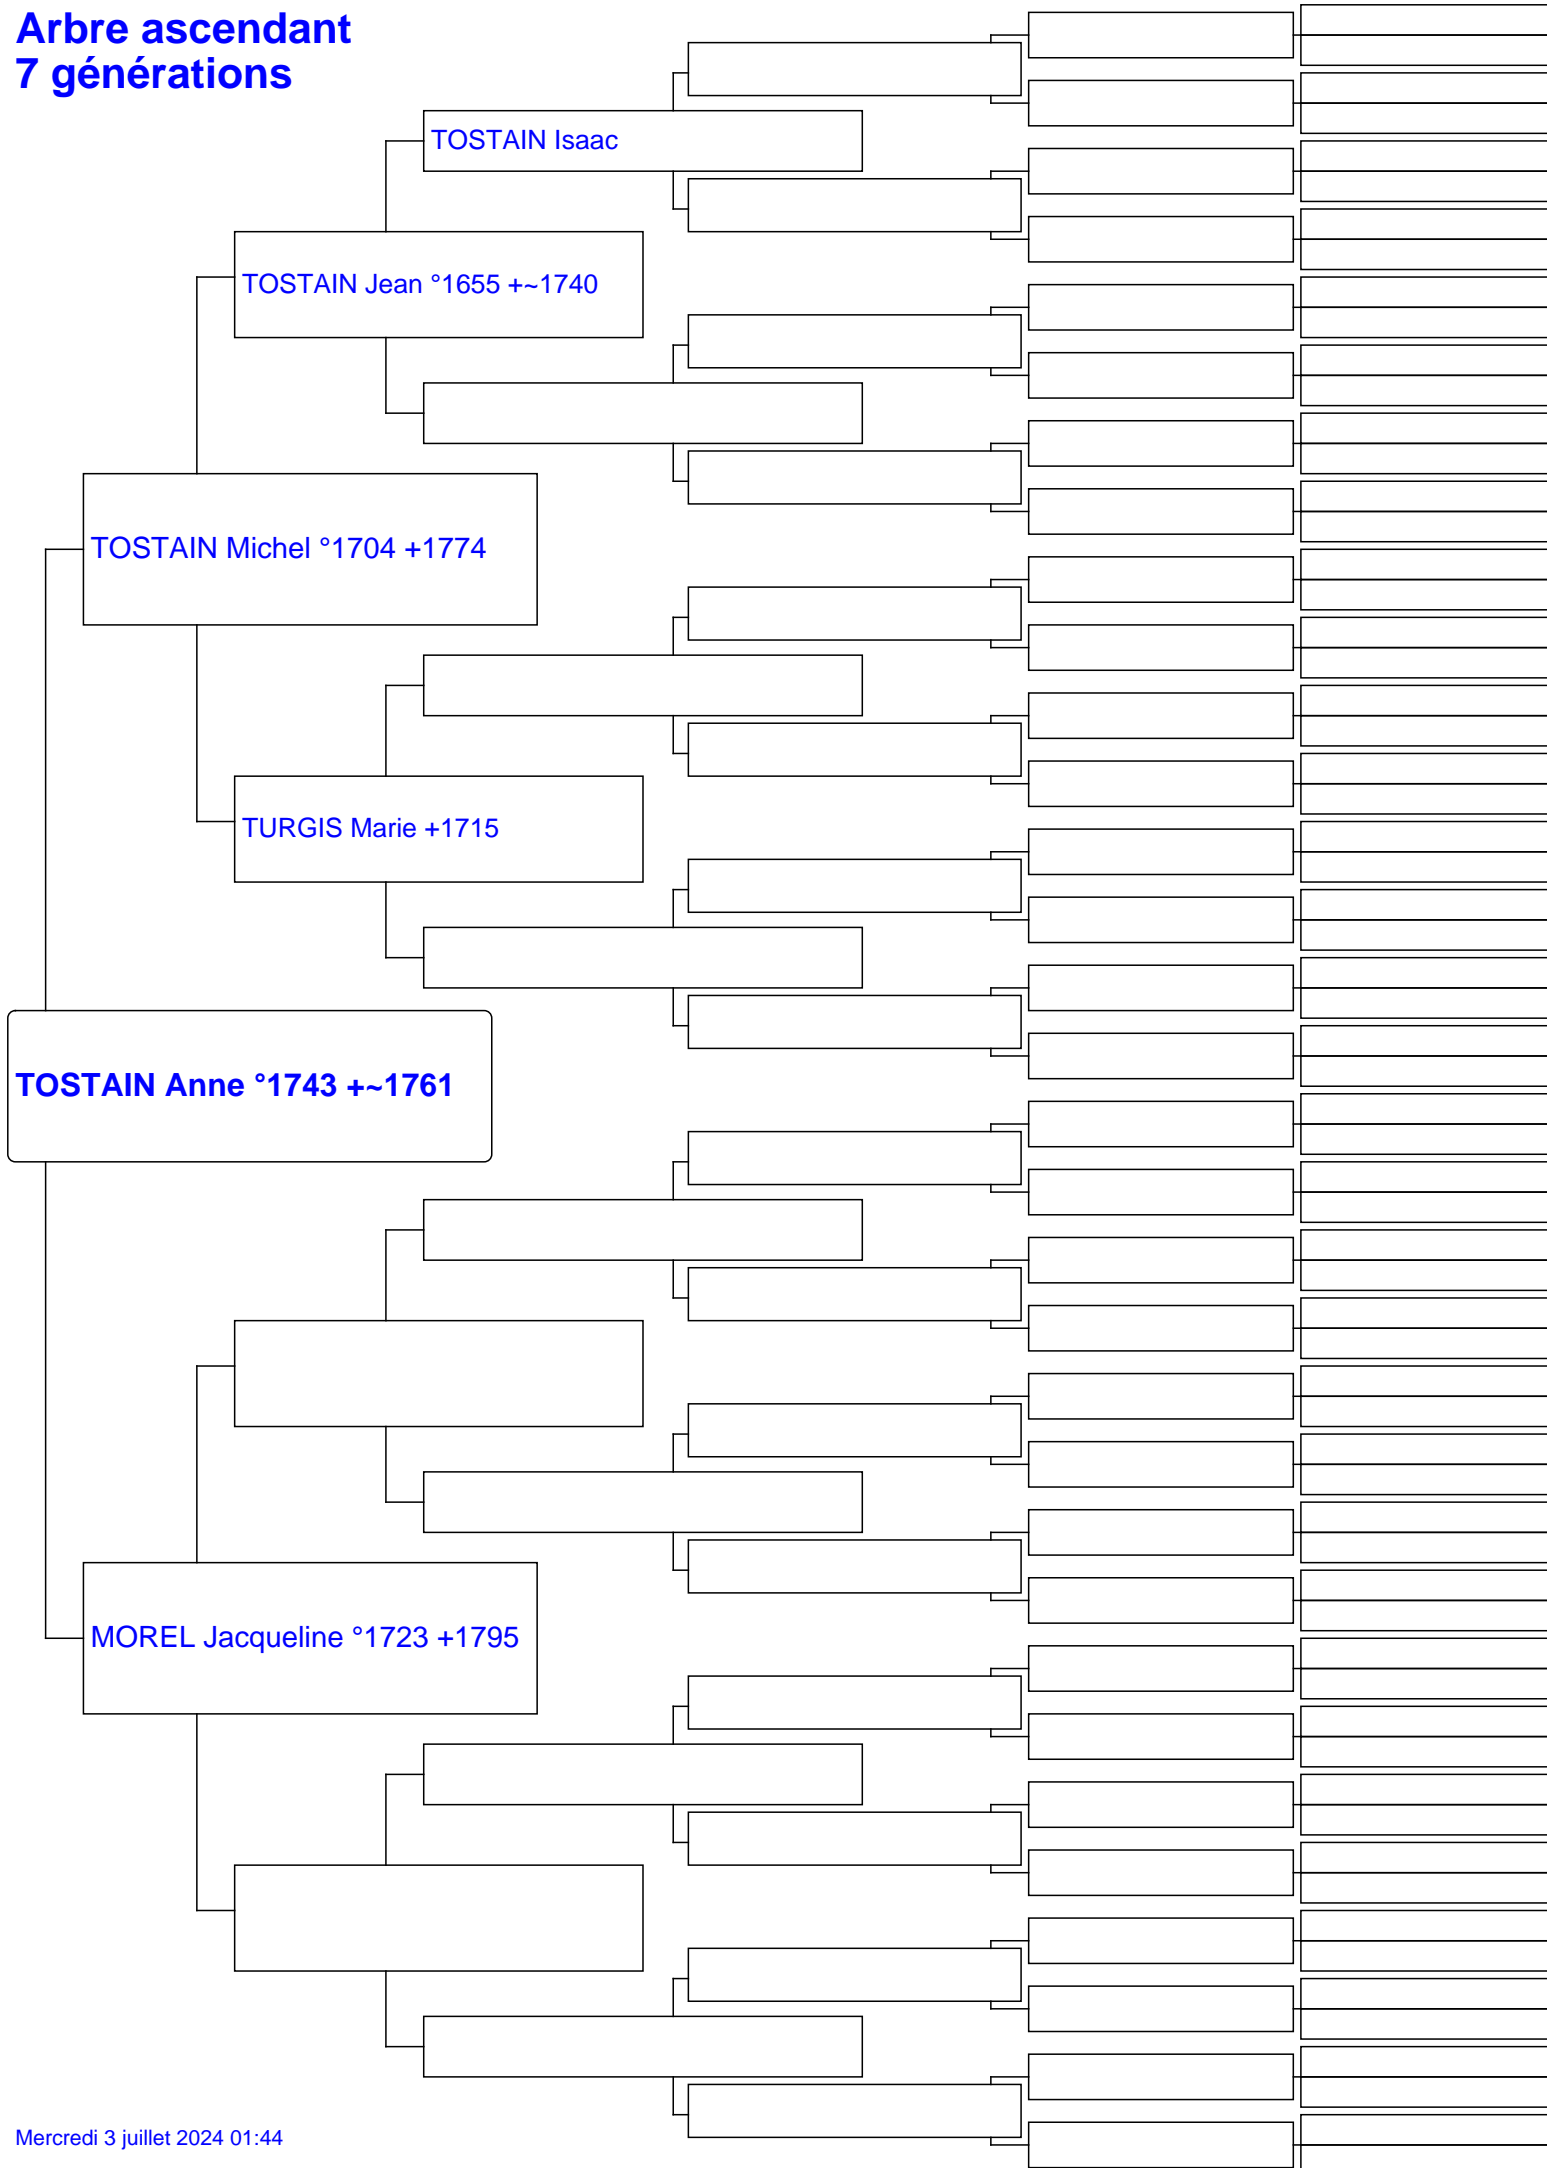 Arbre ascendant
7 générations
TOSTAIN Isaac
TOSTAIN Jean °1655 +~1740
TOSTAIN Michel °1704 +1774
TURGIS Marie +1715
TOSTAIN Anne °1743 +~1761
MOREL Jacqueline °1723 +1795
Mercredi 3 juillet 2024 01:44